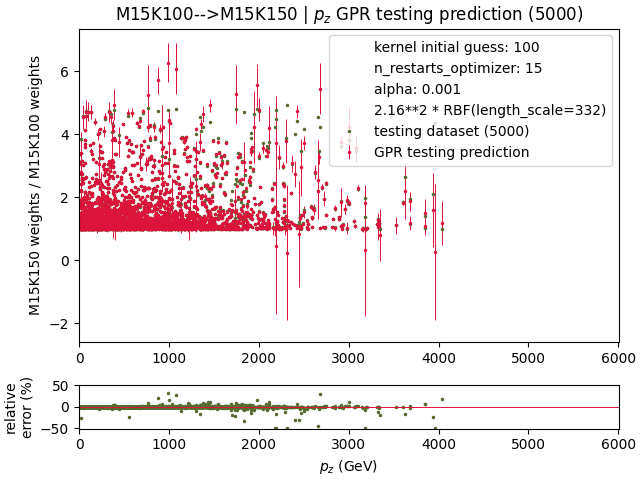 M15K100-->M15K150 | p_z GPR testing prediction (5000)
kernel initial guess: 100
n_restarts_optimizer: 15
alpha: 0.001
2.16**2 * RBF(length_scale=332)
testing dataset (5000)
GPR testing prediction
M15K150 weights / M15K100 weights
6
4
2
0
−2
0 1000 2000 3000 4000 5000 6000
relative
error (%)
50
0
−50
0 1000 2000 3000 4000 5000 6000
p_z (GeV)